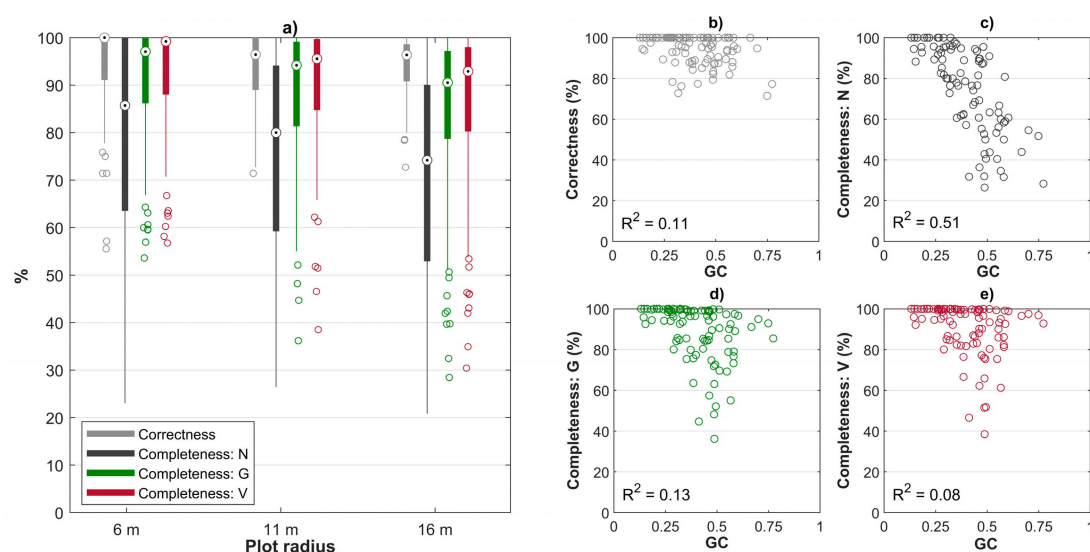 a)
100
90
80
70
60
50
40
30
20
10
0
%
Correctness
Completeness: N
Completeness: G
Completeness: V
6 m 11 m 16 m
Plot radius
b)
100
80
60
40
20
0
Correctness (%)
R² = 0.11
0 0.25 0.5 0.75 1
GC
c)
100
80
60
40
20
0
Completeness: N (%)
R² = 0.51
0 0.25 0.5 0.75 1
GC
d)
100
80
60
40
20
0
Completeness: G (%)
R² = 0.13
0 0.25 0.5 0.75 1
GC
e)
100
80
60
40
20
0
Completeness: V (%)
R² = 0.08
0 0.25 0.5 0.75 1
GC